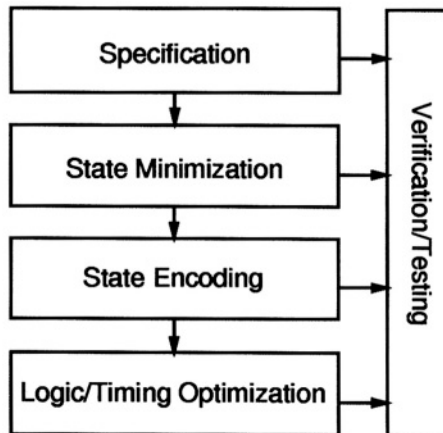 Specification
State Minimization
State Encoding
Logic/Timing Optimization
Verification/Testing